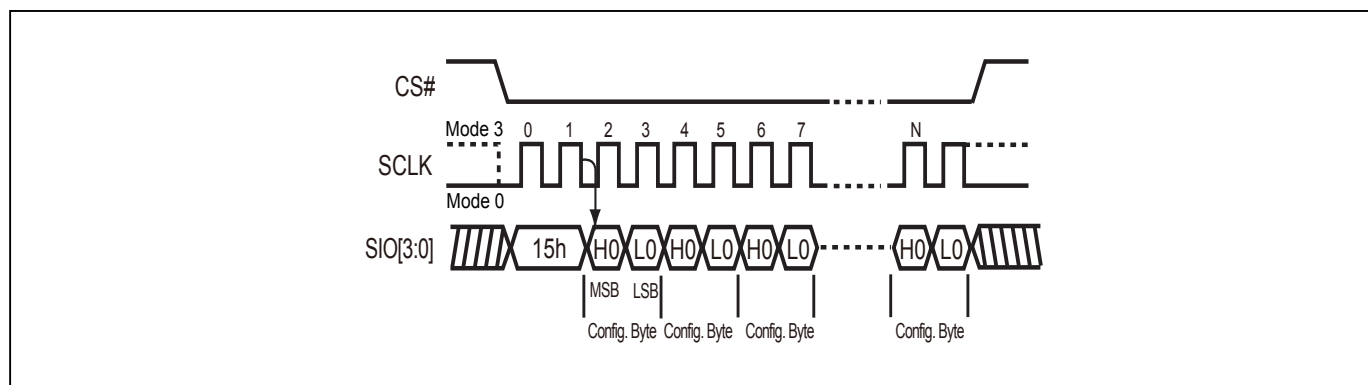 CS#
Mode 3 0 1 2 3 4 5 6 7 N
SCLK
Mode 0
SIO[3:0] 15h H0 L0 H0 L0 H0 L0 H0 L0
MSB LSB
Config. Byte Config. Byte Config. Byte Config. Byte